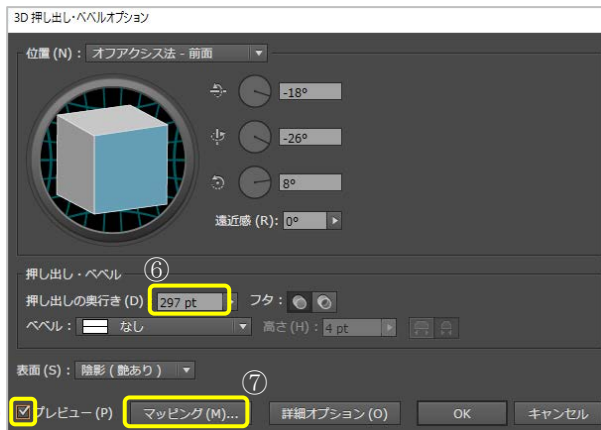 3D 押し出し・ベベルオプション
位置 (N) : オフアクシス法 - 前面
-18°
-26°
8°
遠近感 (R): 0°
押し出し・ベベル
⑥
押し出しの奥行き (D) 297 pt フタ :
ベベル : なし 高さ (H) : 4 pt
表面 (S) : 陰影 ( 艶あり )
⑦
プレビュー (P) マッピング (M)... 詳細オプション (O) OK キャンセル